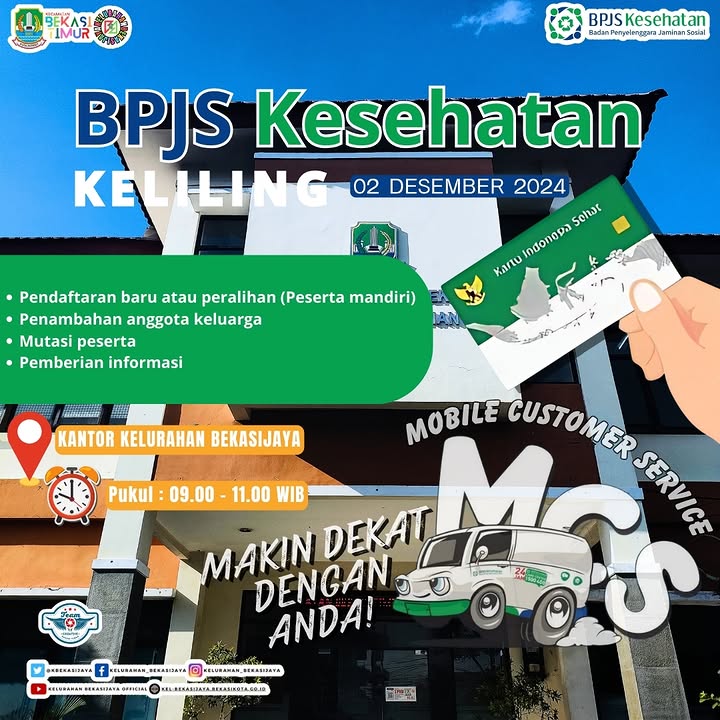 KECAMATAN
BEKASI
TIMUR
BPJS Kesehatan
Badan Penyelenggara Jaminan Sosial
BPJS Kesehatan
KELILING
02 DESEMBER 2024
Kartu Indonesia Sehat
• Pendaftaran baru atau peralihan (Peserta mandiri)
• Penambahan anggota keluarga
• Mutasi peserta
• Pemberian informasi
KANTOR KELURAHAN BEKASIJAYA
Pukul : 09.00 - 11.00 WIB
MOBILE CUSTOMER SERVICE
MCS
MAKIN DEKAT
DENGAN
ANDA!
24
JAM
Team
@KBEKASIJAYA
KELURAHAN_BEKASIJAYA
KELURAHAN_BEKASIJAYA
KELURAHAN BEKASIJAYA OFFICIAL
KEL-BEKASIJAYA.BEKASIKOTA.GO.ID